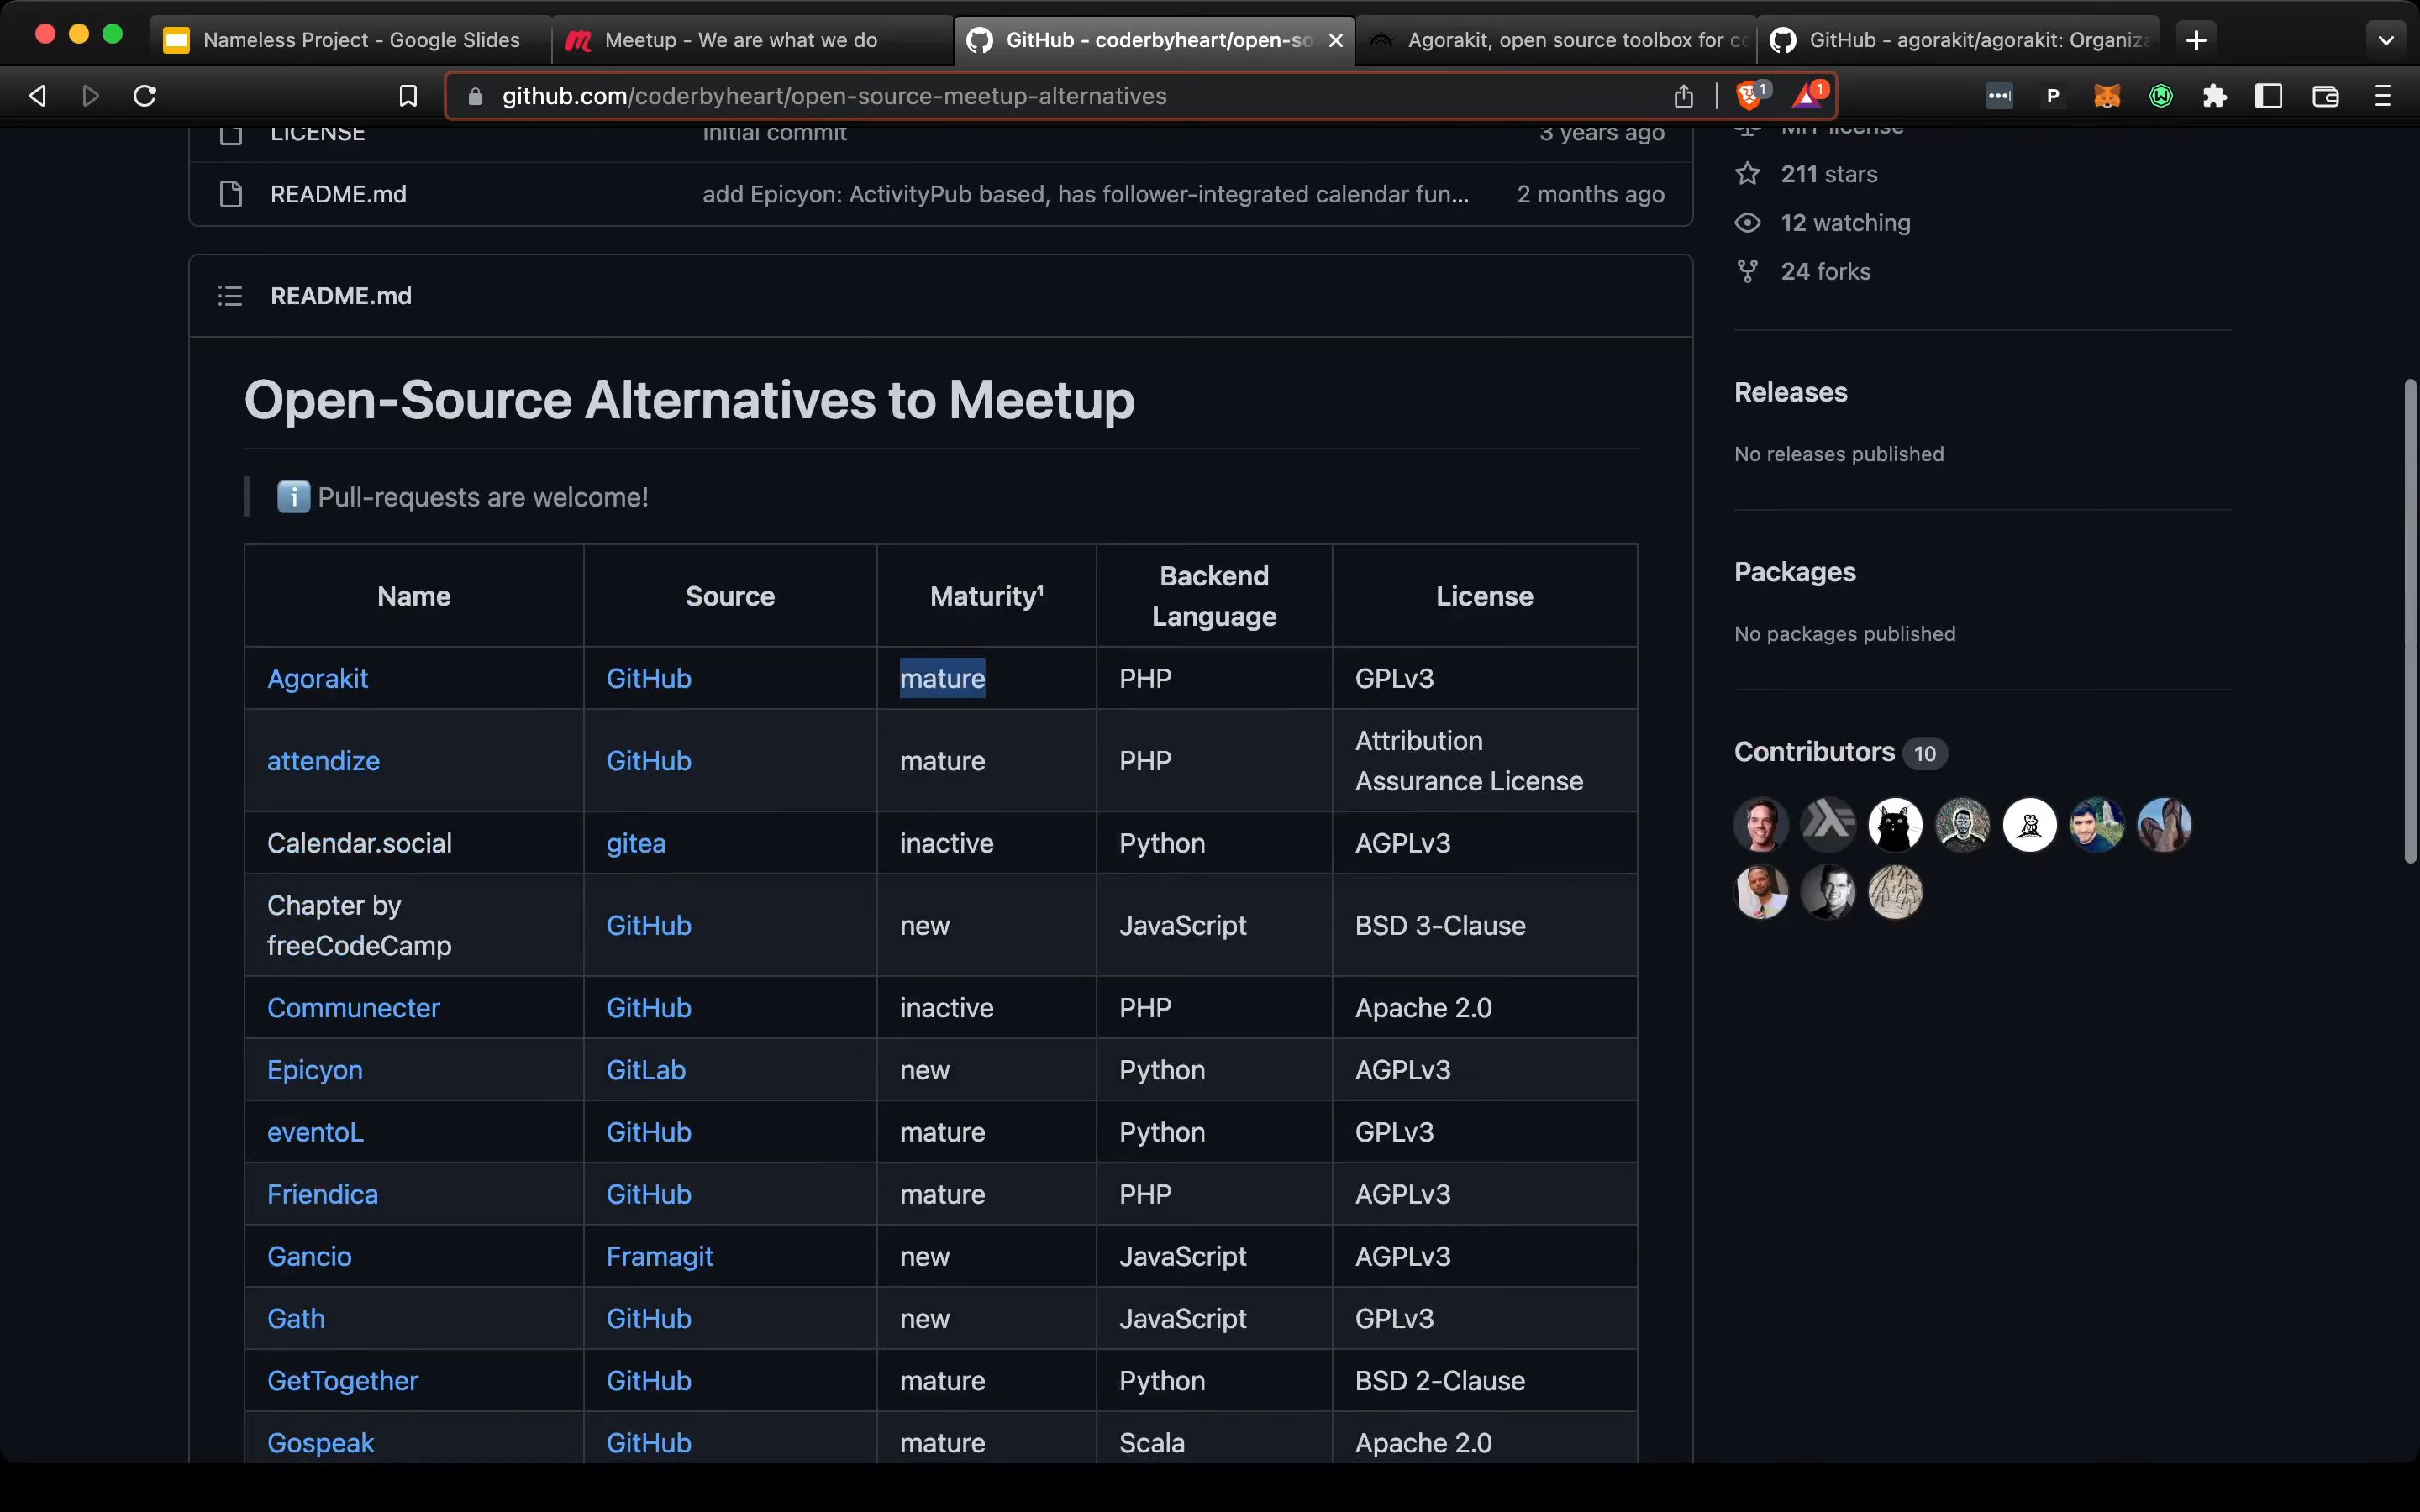 Nameless Project - Google Slides
Meetup - We are what we do
GitHub - coderbyheart/open-so
Agorakit, open source toolbox for co
GitHub - agorakit/agorakit: Organiza
github.com/coderbyheart/open-source-meetup-alternatives
1
1
P
LICENSE initial commit 3 years ago
README.md add Epicyon: ActivityPub based, has follower-integrated calendar fun... 2 months ago
README.md
Open-Source Alternatives to Meetup
i Pull-requests are welcome!
Name Source Maturity¹ Backend Language License
Agorakit GitHub mature PHP GPLv3
attendize GitHub mature PHP Attribution Assurance License
Calendar.social gitea inactive Python AGPLv3
Chapter by freeCodeCamp GitHub new JavaScript BSD 3-Clause
Communecter GitHub inactive PHP Apache 2.0
Epicyon GitLab new Python AGPLv3
eventoL GitHub mature Python GPLv3
Friendica GitHub mature PHP AGPLv3
Gancio Framagit new JavaScript AGPLv3
Gath GitHub new JavaScript GPLv3
GetTogether GitHub mature Python BSD 2-Clause
Gospeak GitHub mature Scala Apache 2.0
MIT license
211 stars
12 watching
24 forks
Releases
No releases published
Packages
No packages published
Contributors 10